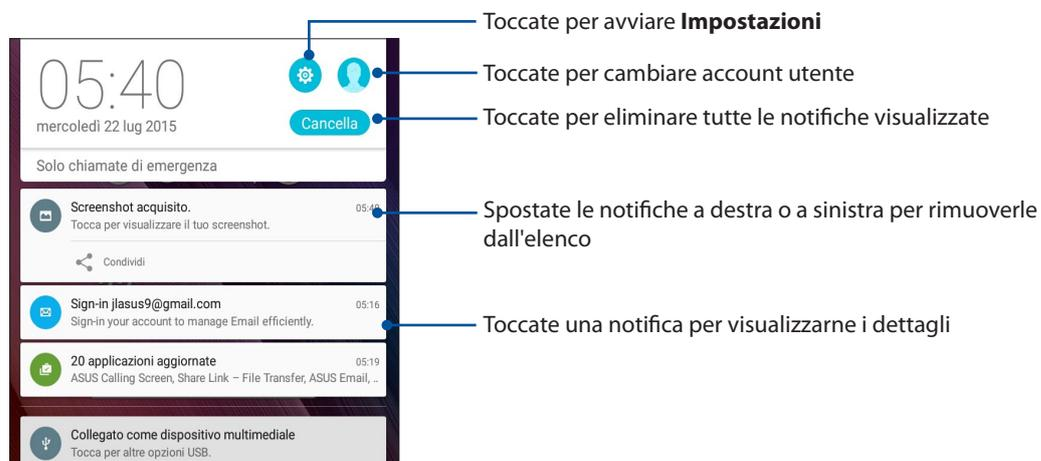 Toccate per avviare Impostazioni
Toccate per cambiare account utente
Toccate per eliminare tutte le notifiche visualizzate
Spostate le notifiche a destra o a sinistra per rimuoverle
dall'elenco
Toccate una notifica per visualizzarne i dettagli
05:40
mercoledì 22 lug 2015
Cancella
Solo chiamate di emergenza
Screenshot acquisito.
Tocca per visualizzare il tuo screenshot.
Condividi
Sign-in jlasus9@gmail.com 05:16
Sign-in your account to manage Email efficiently.
20 applicazioni aggiornate 05:19
ASUS Calling Screen, Share Link – File Transfer, ASUS Email, ..
Collegato come dispositivo multimediale
Tocca per altre opzioni USB.